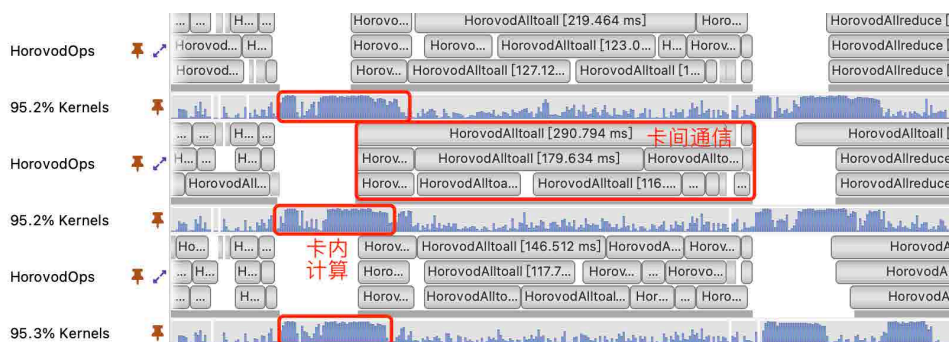 ... ... H... ... Horovo... HorovodAlltoall [219.464 ms] Horo... HorovodAllreduce [
HorovodOps Horovod... H... Horovo... Horovo... HorovodAlltoall [123.0... H... Horov... HorovodAllreduce [
Horovod... Horov... HorovodAlltoall [127.12... HorovodAlltoall [1... HorovodAllreduce [
95.2% Kernels
... ... H... ... HorovodAlltoall [290.794 ms] 卡间通信 HorovodAlltoall [
HorovodOps H... ... H... Horov... HorovodAlltoall [179.634 ms] HorovodAllto... HorovodAllreduce
HorovodAll... Horov... HorovodAlltoa... HorovodAlltoall [116.... ... ... HorovodAllreduce
95.2% Kernels
卡内
计算
Ho... H... ... Horov... HorovodAlltoall [146.512 ms] HorovodA... Horov... HorovodA
HorovodOps ... H... H... ... Horo... HorovodAlltoall [117.7... Horov... ... Horovo... HorovodA
... ... H... ... Horov... HorovodAllto... HorovodAlltoal... Hor... ... Horo... HorovodA
95.3% Kernels